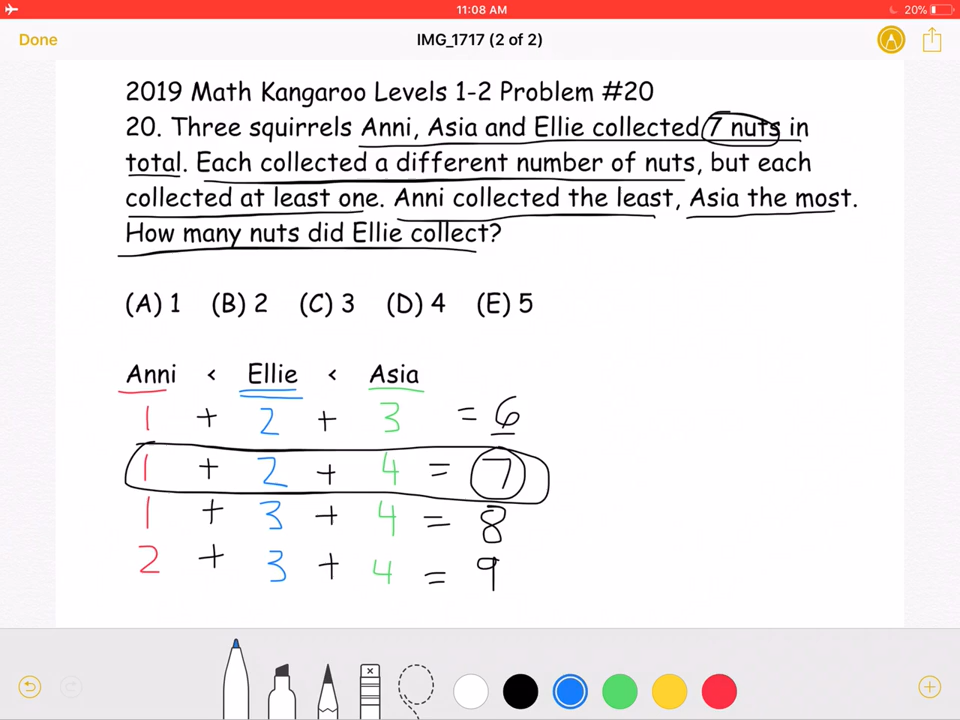 11:08 AM
20%
Done
IMG_1717 (2 of 2)
2019 Math Kangaroo Levels 1-2 Problem #20
20. Three squirrels Anni, Asia and Ellie collected 7 nuts in
total. Each collected a different number of nuts, but each
collected at least one. Anni collected the least, Asia the most.
How many nuts did Ellie collect?
(A) 1 (B) 2 (C) 3 (D) 4 (E) 5
Anni < Ellie < Asia
1 + 2 + 3 = 6
1 + 2 + 4 = 7
1 + 3 + 4 = 8
2 + 3 + 4 = 9